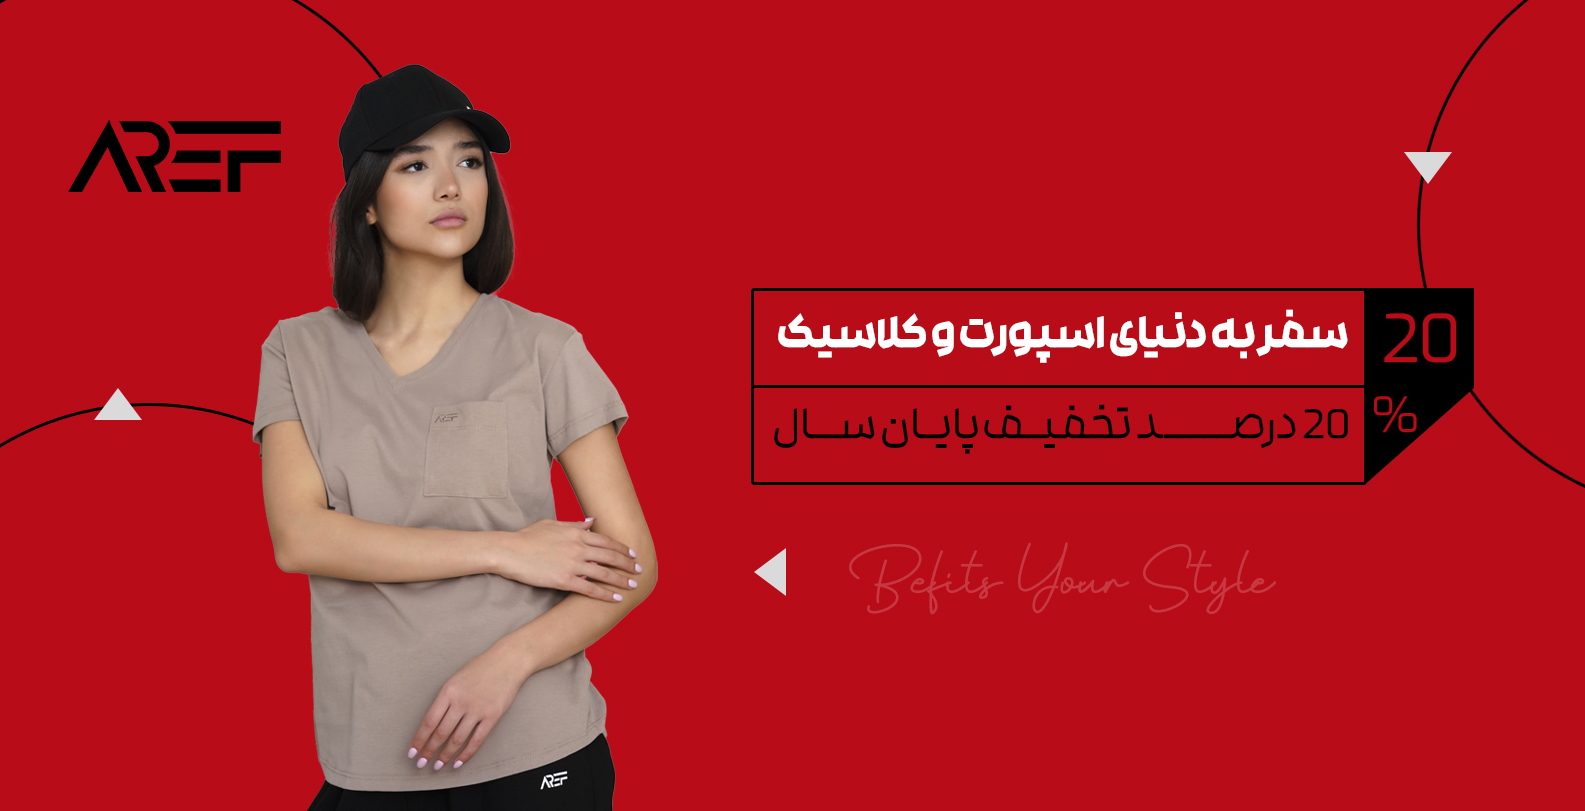 AREF
سفر به دنیای اسپورت و کلاسیک
20
20 درصد تخفیف پایان سال
%
Befits Your Style
AREF
AREF